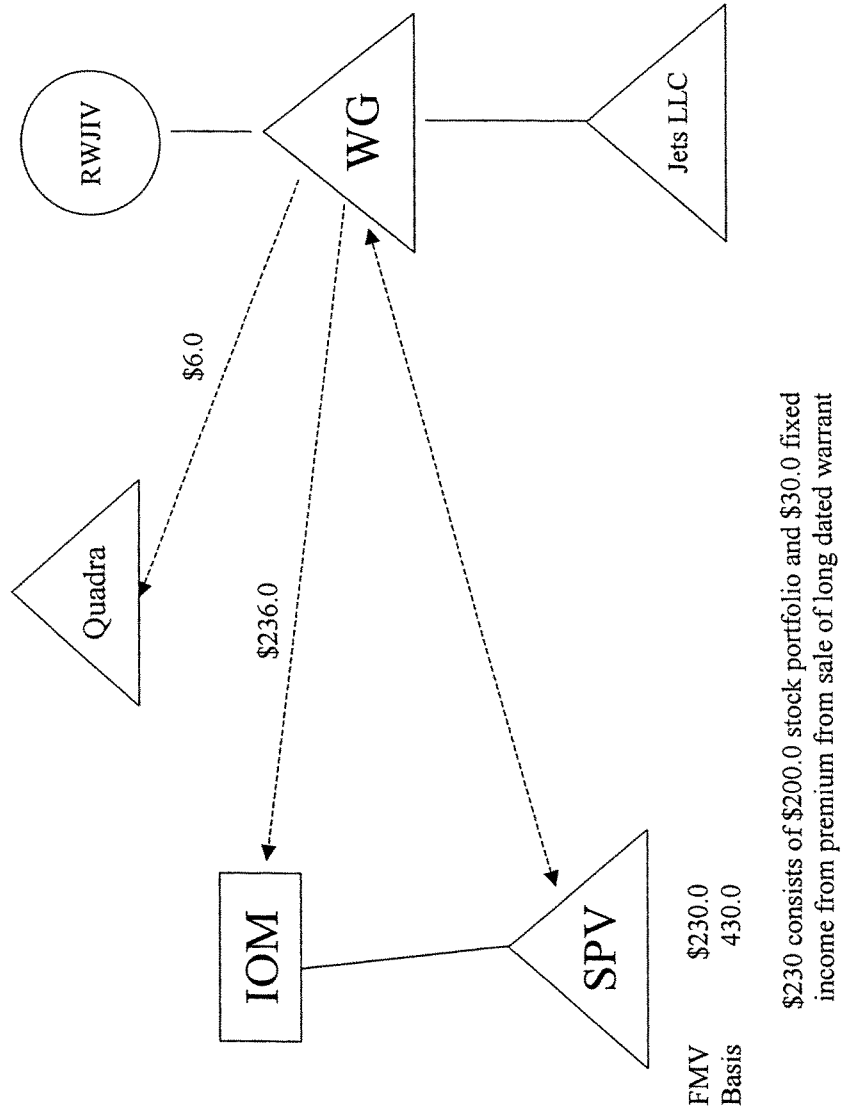 Quadra
RWJIV
$6.0
IOM
$236.0
WG
SPV
Jets LLC
FMV $230.0
Basis 430.0
$230 consists of $200.0 stock portfolio and $30.0 fixed
income from premium from sale of long dated warrant